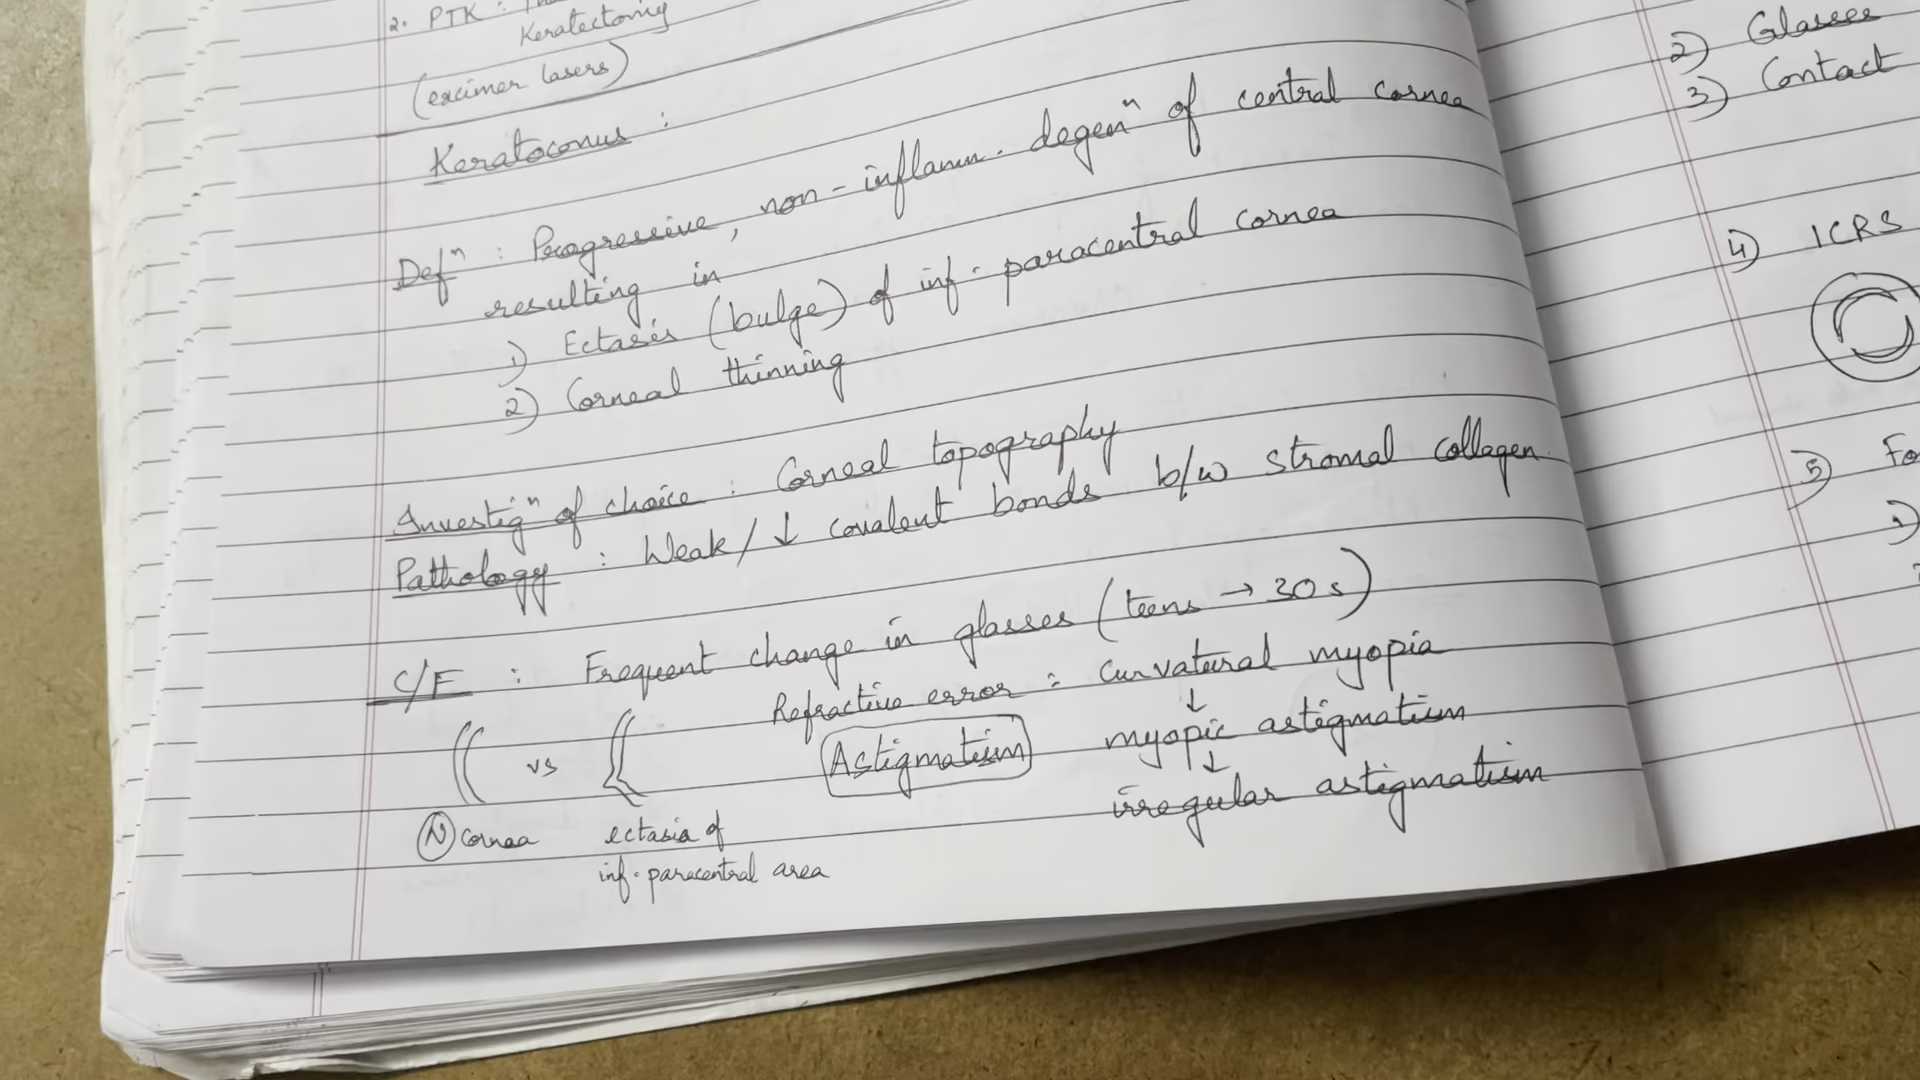 2. PTK :
Keratectomy
(excimer lasers)
Keratoconus :
Defⁿ : Progressive, non-inflamm. degenⁿ of central cornea
resulting in
1) Ectasis (bulge) of inf. paracentral cornea
2) Corneal thinning
Investigⁿ of choice : Corneal topography
Pathology : Weak/↓ covalent bonds b/w stromal collagen.
C/F : Frequent change in glasses (teens → 30s)
Refractive error : Curvatural myopia
↓
vs
Astigmatism
myopic astigmatism
↓
irregular astigmatism
(N) cornea
ectasia of
inf. paracentral area
2) Glasses
3) Contact
4) ICRS
5)
1)